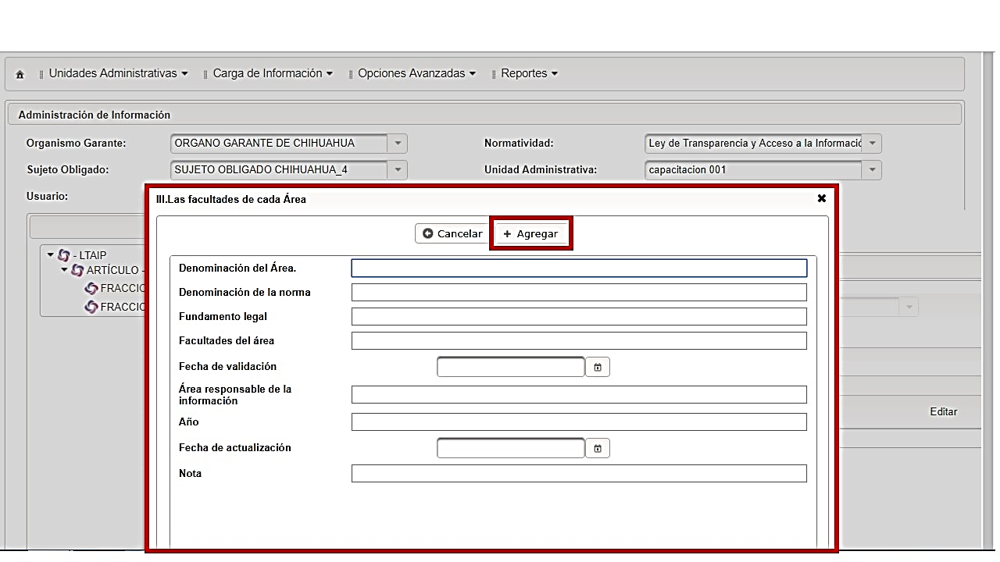 Unidades Administrativas Carga de Información Opciones Avanzadas Reportes
Administración de Información
Organismo Garante: ORGANO GARANTE DE CHIHUAHUA Normatividad: Ley de Transparencia y Acceso a la Informació
Sujeto Obligado: SUJETO OBLIGADO CHIHUAHUA_4 Unidad Administrativa: capacitacion 001
Usuario:
III.Las facultades de cada Área
Cancelar + Agregar
- LTAIP
ARTÍCULO -
FRACCIO
FRACCIO
Denominación del Área.
Denominación de la norma
Fundamento legal
Facultades del área
Fecha de validación
Área responsable de la
información
Año
Fecha de actualización
Nota
Editar